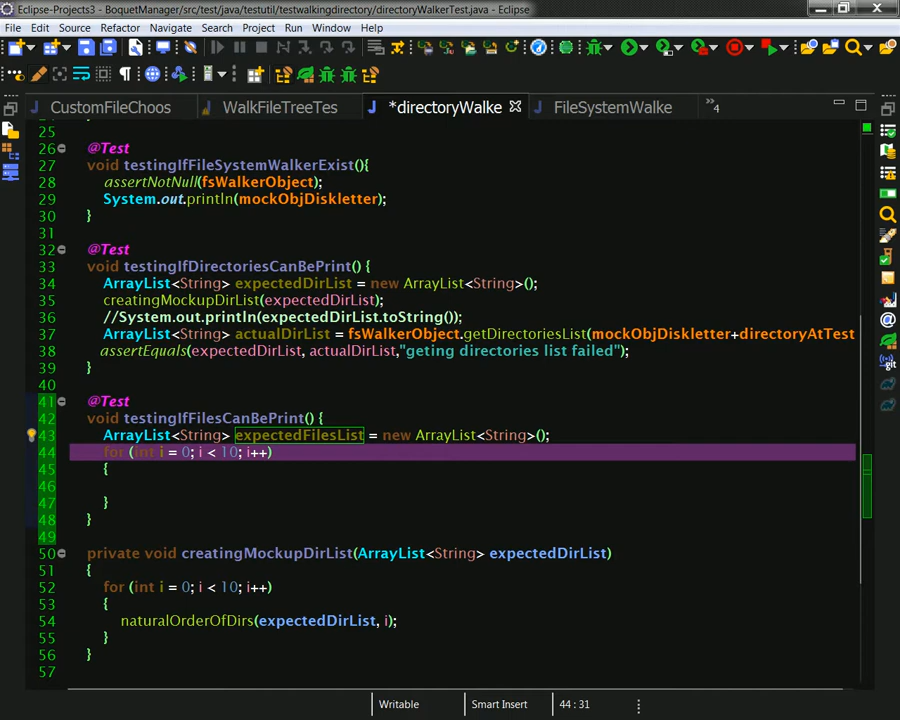 Eclipse-Projects3 - BoquetManager/src/test/java/testutil/testwalkingdirectory/directoryWalkerTest.java - Eclipse
File Edit Source Refactor Navigate Search Project Run Window Help
CustomFileChoos WalkFileTreeTes *directoryWalke FileSystemWalke »4
25
26 @Test
27 void testingIfFileSystemWalkerExist(){
28 assertNotNull(fsWalkerObject);
29 System.out.println(mockObjDiskletter);
30 }
31
32 @Test
33 void testingIfDirectoriesCanBePrint() {
34 ArrayList<String> expectedDirList = new ArrayList<String>();
35 creatingMockupDirList(expectedDirList);
36 //System.out.println(expectedDirList.toString());
37 ArrayList<String> actualDirList = fsWalkerObject.getDirectoriesList(mockObjDiskletter+directoryAtTest
38 assertEquals(expectedDirList, actualDirList,"geting directories list failed");
39 }
40
41 @Test
42 void testingIfFilesCanBePrint() {
43 ArrayList<String> expectedFilesList = new ArrayList<String>();
44 for (int i = 0; i < 10; i++)
45 {
46
47 }
48 }
49
50 private void creatingMockupDirList(ArrayList<String> expectedDirList)
51 {
52 for (int i = 0; i < 10; i++)
53 {
54 naturalOrderOfDirs(expectedDirList, i);
55 }
56 }
57
Writable Smart Insert 44 : 31